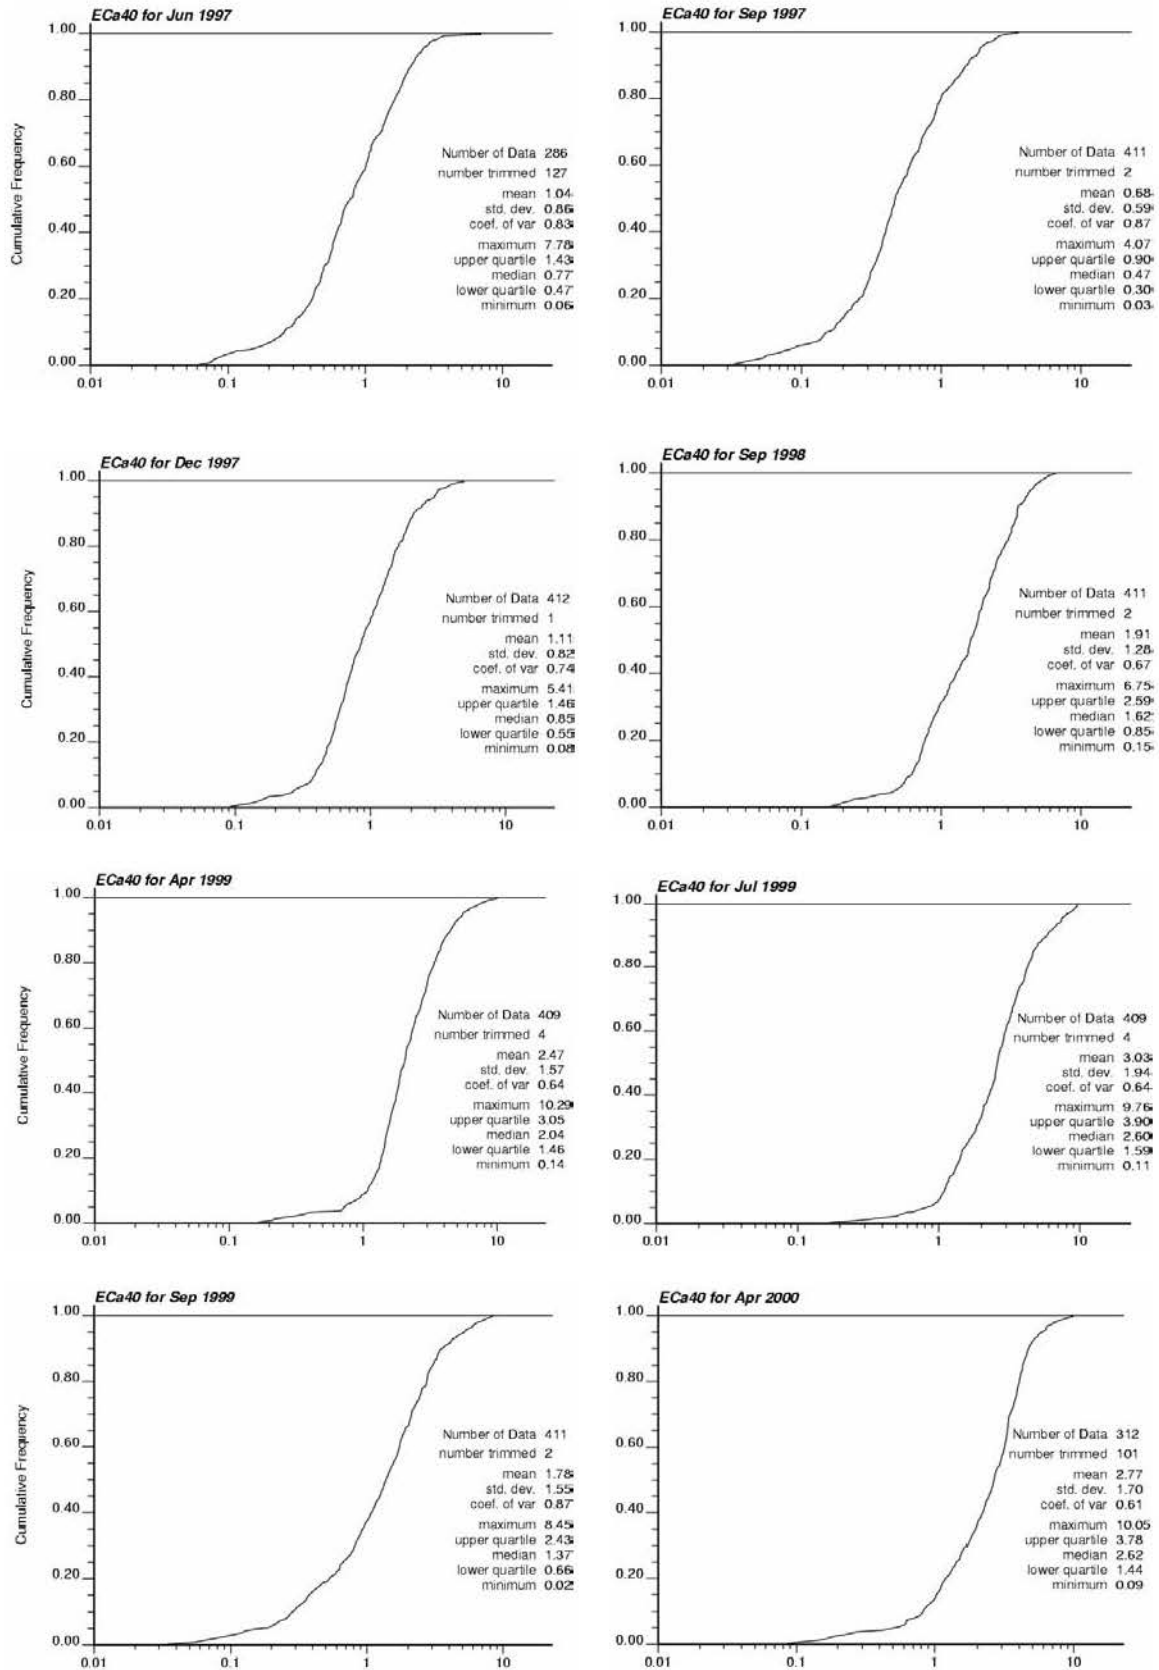 ECa40 for Jun 1997
Cumulative Frequency
1.00
0.80
0.60
0.40
0.20
0.00
0.01 0.1 1 10
Number of Data 286
number trimmed 127
mean 1.04
std. dev. 0.86
coef. of var 0.83
maximum 7.78
upper quartile 1.43
median 0.77
lower quartile 0.47
minimum 0.06
ECa40 for Sep 1997
1.00
0.80
0.60
0.40
0.20
0.00
0.01 0.1 1 10
Number of Data 411
number trimmed 2
mean 0.68
std. dev. 0.59
coef. of var 0.87
maximum 4.07
upper quartile 0.90
median 0.47
lower quartile 0.30
minimum 0.03
ECa40 for Dec 1997
Cumulative Frequency
1.00
0.80
0.60
0.40
0.20
0.00
0.01 0.1 1 10
Number of Data 412
number trimmed 1
mean 1.11
std. dev. 0.82
coef. of var 0.74
maximum 5.41
upper quartile 1.46
median 0.85
lower quartile 0.55
minimum 0.08
ECa40 for Sep 1998
1.00
0.80
0.60
0.40
0.20
0.00
0.01 0.1 1 10
Number of Data 411
number trimmed 2
mean 1.91
std. dev. 1.28
coef. of var 0.67
maximum 6.75
upper quartile 2.59
median 1.62
lower quartile 0.85
minimum 0.15
ECa40 for Apr 1999
Cumulative Frequency
1.00
0.80
0.60
0.40
0.20
0.00
0.01 0.1 1 10
Number of Data 409
number trimmed 4
mean 2.47
std. dev. 1.57
coef. of var 0.64
maximum 10.29
upper quartile 3.05
median 2.04
lower quartile 1.46
minimum 0.14
ECa40 for Jul 1999
1.00
0.80
0.60
0.40
0.20
0.00
0.01 0.1 1 10
Number of Data 409
number trimmed 4
mean 3.03
std. dev. 1.94
coef. of var 0.64
maximum 9.76
upper quartile 3.90
median 2.60
lower quartile 1.59
minimum 0.11
ECa40 for Sep 1999
Cumulative Frequency
1.00
0.80
0.60
0.40
0.20
0.00
0.01 0.1 1 10
Number of Data 411
number trimmed 2
mean 1.78
std. dev. 1.55
coef. of var 0.87
maximum 8.45
upper quartile 2.43
median 1.37
lower quartile 0.66
minimum 0.02
ECa40 for Apr 2000
1.00
0.80
0.60
0.40
0.20
0.00
0.01 0.1 1 10
Number of Data 312
number trimmed 101
mean 2.77
std. dev. 1.70
coef. of var 0.61
maximum 10.05
upper quartile 3.78
median 2.62
lower quartile 1.44
minimum 0.09